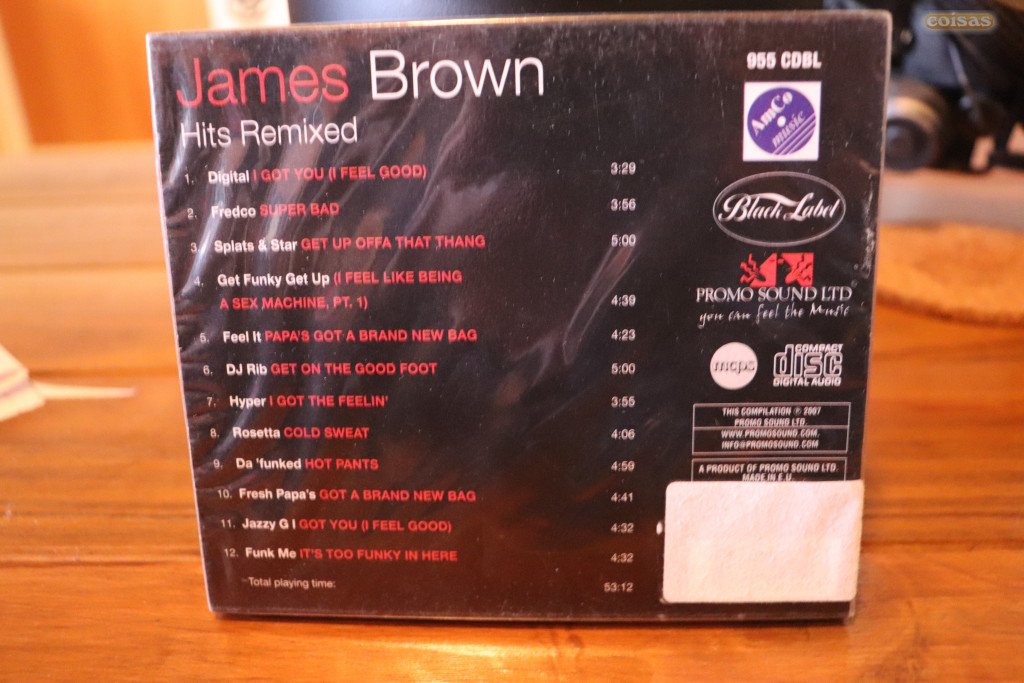 coisas
James Brown
Hits Remixed
1. Digital I GOT YOU (I FEEL GOOD) 3:29
2. Fredco SUPER BAD 3:56
3. Splats & Star GET UP OFFA THAT THANG 5:00
4. Get Funky Get Up (I FEEL LIKE BEING
A SEX MACHINE, PT. 1) 4:39
5. Feel It PAPA'S GOT A BRAND NEW BAG 4:23
6. DJ Rib GET ON THE GOOD FOOT 5:00
7. Hyper I GOT THE FEELIN' 3:55
8. Rosetta COLD SWEAT 4:06
9. Da 'funked HOT PANTS 4:59
10. Fresh Papa's GOT A BRAND NEW BAG 4:41
11. Jazzy G I GOT YOU (I FEEL GOOD) 4:32
12. Funk Me IT'S TOO FUNKY IN HERE 4:32
Total playing time: 53:12
955 CDBL
AmCo
music
Black Label
PROMO SOUND LTD
you can feel the Music
mcps
COMPACT
disc
DIGITAL AUDIO
THIS COMPILATION ℗ 2007
PROMO SOUND LTD.
WWW.PROMOSOUND.COM.
INFO@PROMOSOUND.COM
A PRODUCT OF PROMO SOUND LTD.
MADE IN E.U.